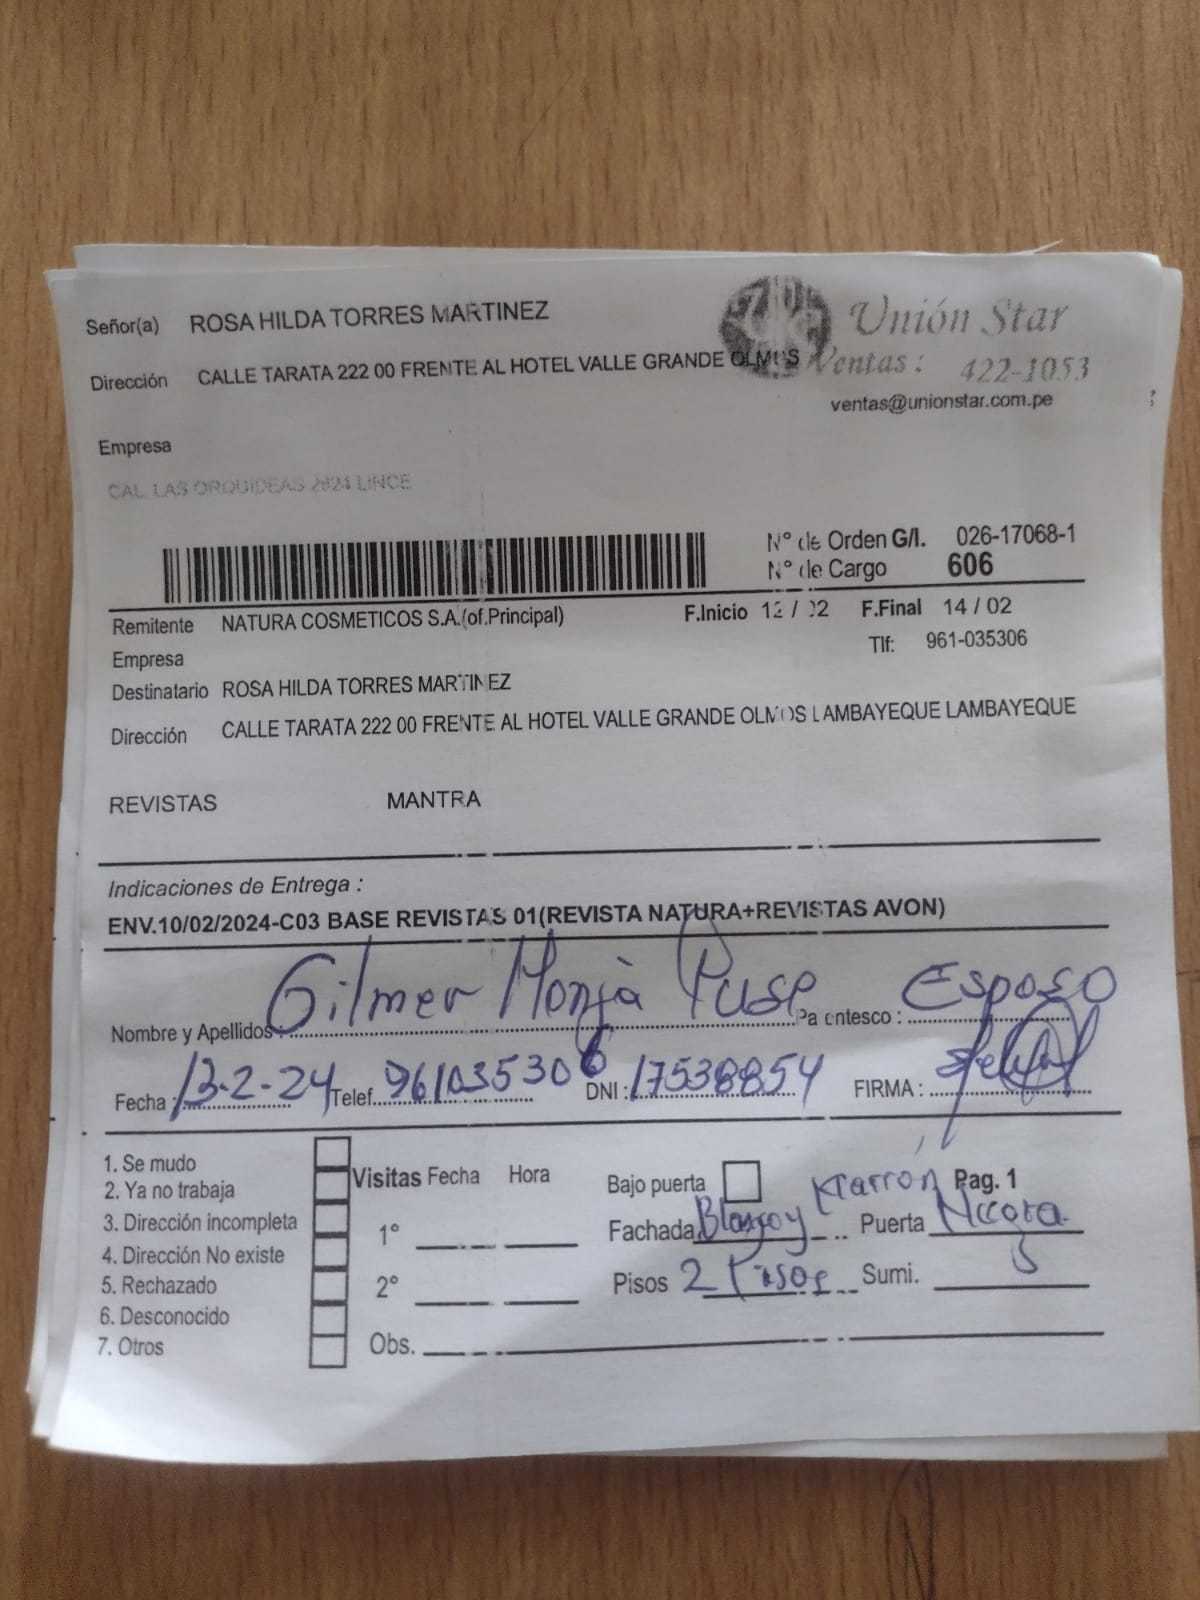 Señor(a) ROSA HILDA TORRES MARTINEZ
Unión Star
Dirección CALLE TARATA 222 00 FRENTE AL HOTEL VALLE GRANDE OLMOS
Ventas: 422-1053
ventas@unionstar.com.pe
Empresa
CAL. LAS ORQUIDEAS 2624 LINCE
N° de Orden G/I. 026-17068-1
N° de Cargo 606
Remitente NATURA COSMETICOS S.A.(of.Principal) F.Inicio 12 / 02 F.Final 14 / 02
Empresa Tlf: 961-035306
Destinatario ROSA HILDA TORRES MARTINEZ
Dirección CALLE TARATA 222 00 FRENTE AL HOTEL VALLE GRANDE OLMOS LAMBAYEQUE LAMBAYEQUE
REVISTAS MANTRA
Indicaciones de Entrega :
ENV.10/02/2024-C03 BASE REVISTAS 01(REVISTA NATURA+REVISTAS AVON)
Nombre y Apellidos : Gilmer Monja Puse Parentesco : Esposo
Fecha : 13-2-24 Telef. 961035306 DNI : 17538854 FIRMA :
1. Se mudo
2. Ya no trabaja
3. Dirección incompleta
4. Dirección No existe
5. Rechazado
6. Desconocido
7. Otros
Visitas Fecha Hora
1°
2°
Obs.
Bajo puerta Pag. 1
Fachada Blanco y Marrón Puerta Negra
Pisos 2 Pisos Sumi.